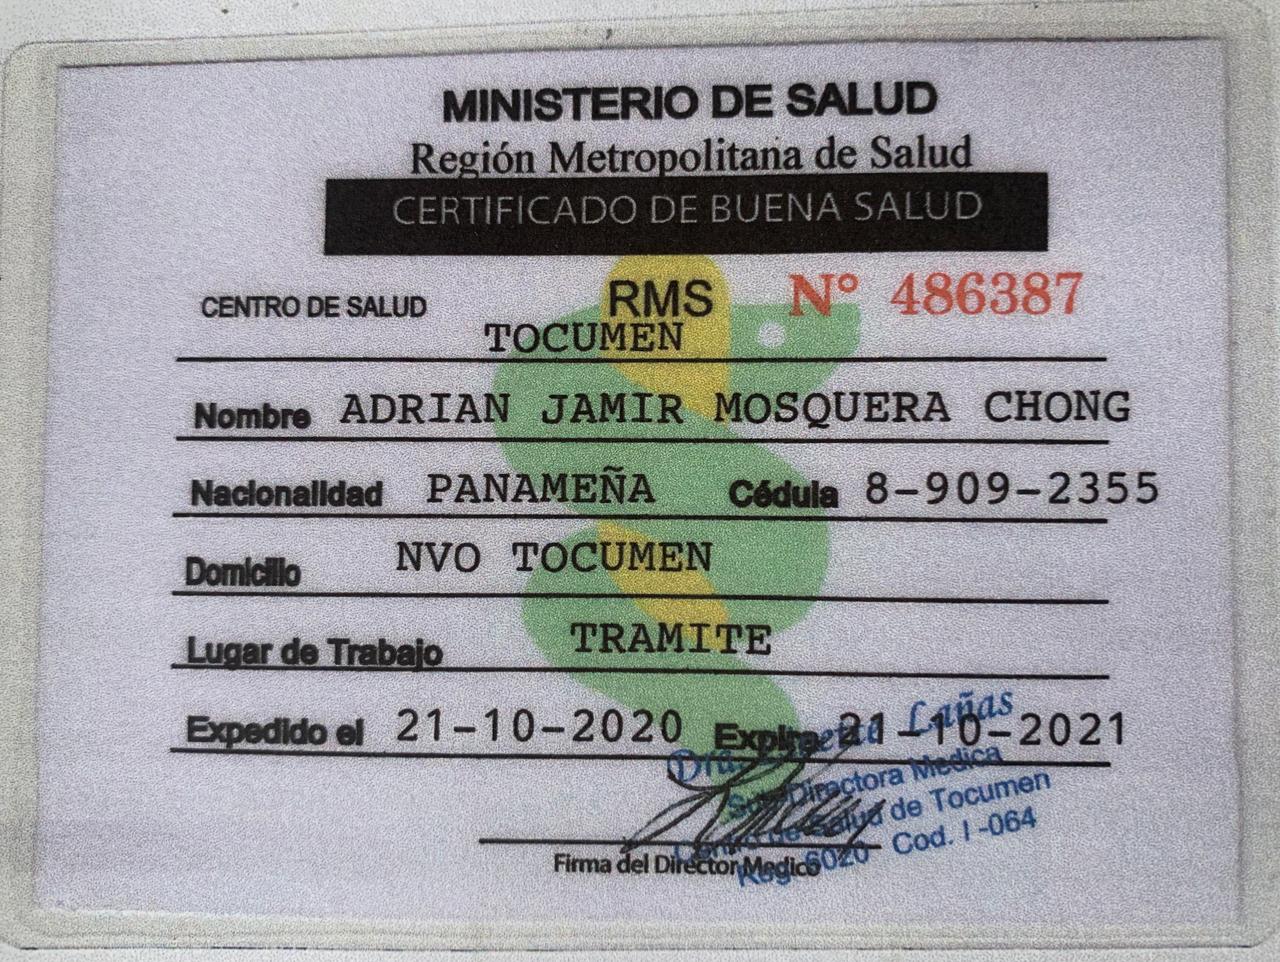 MINISTERIO DE SALUD
Región Metropolitana de Salud
CERTIFICADO DE BUENA SALUD
CENTRO DE SALUD RMS Nº 486387
TOCUMEN
Nombre ADRIAN JAMIR MOSQUERA CHONG
Nacionalidad PANAMEÑA Cédula 8-909-2355
Domicilio NVO TOCUMEN
Lugar de Trabajo TRAMITE
Expedido el 21-10-2020 Expira 21-10-2021
Dra. Lañas
Directora Medica
Centro de Salud de Tocumen
Reg. 6020 Cod. I-064
Firma del Director Medico